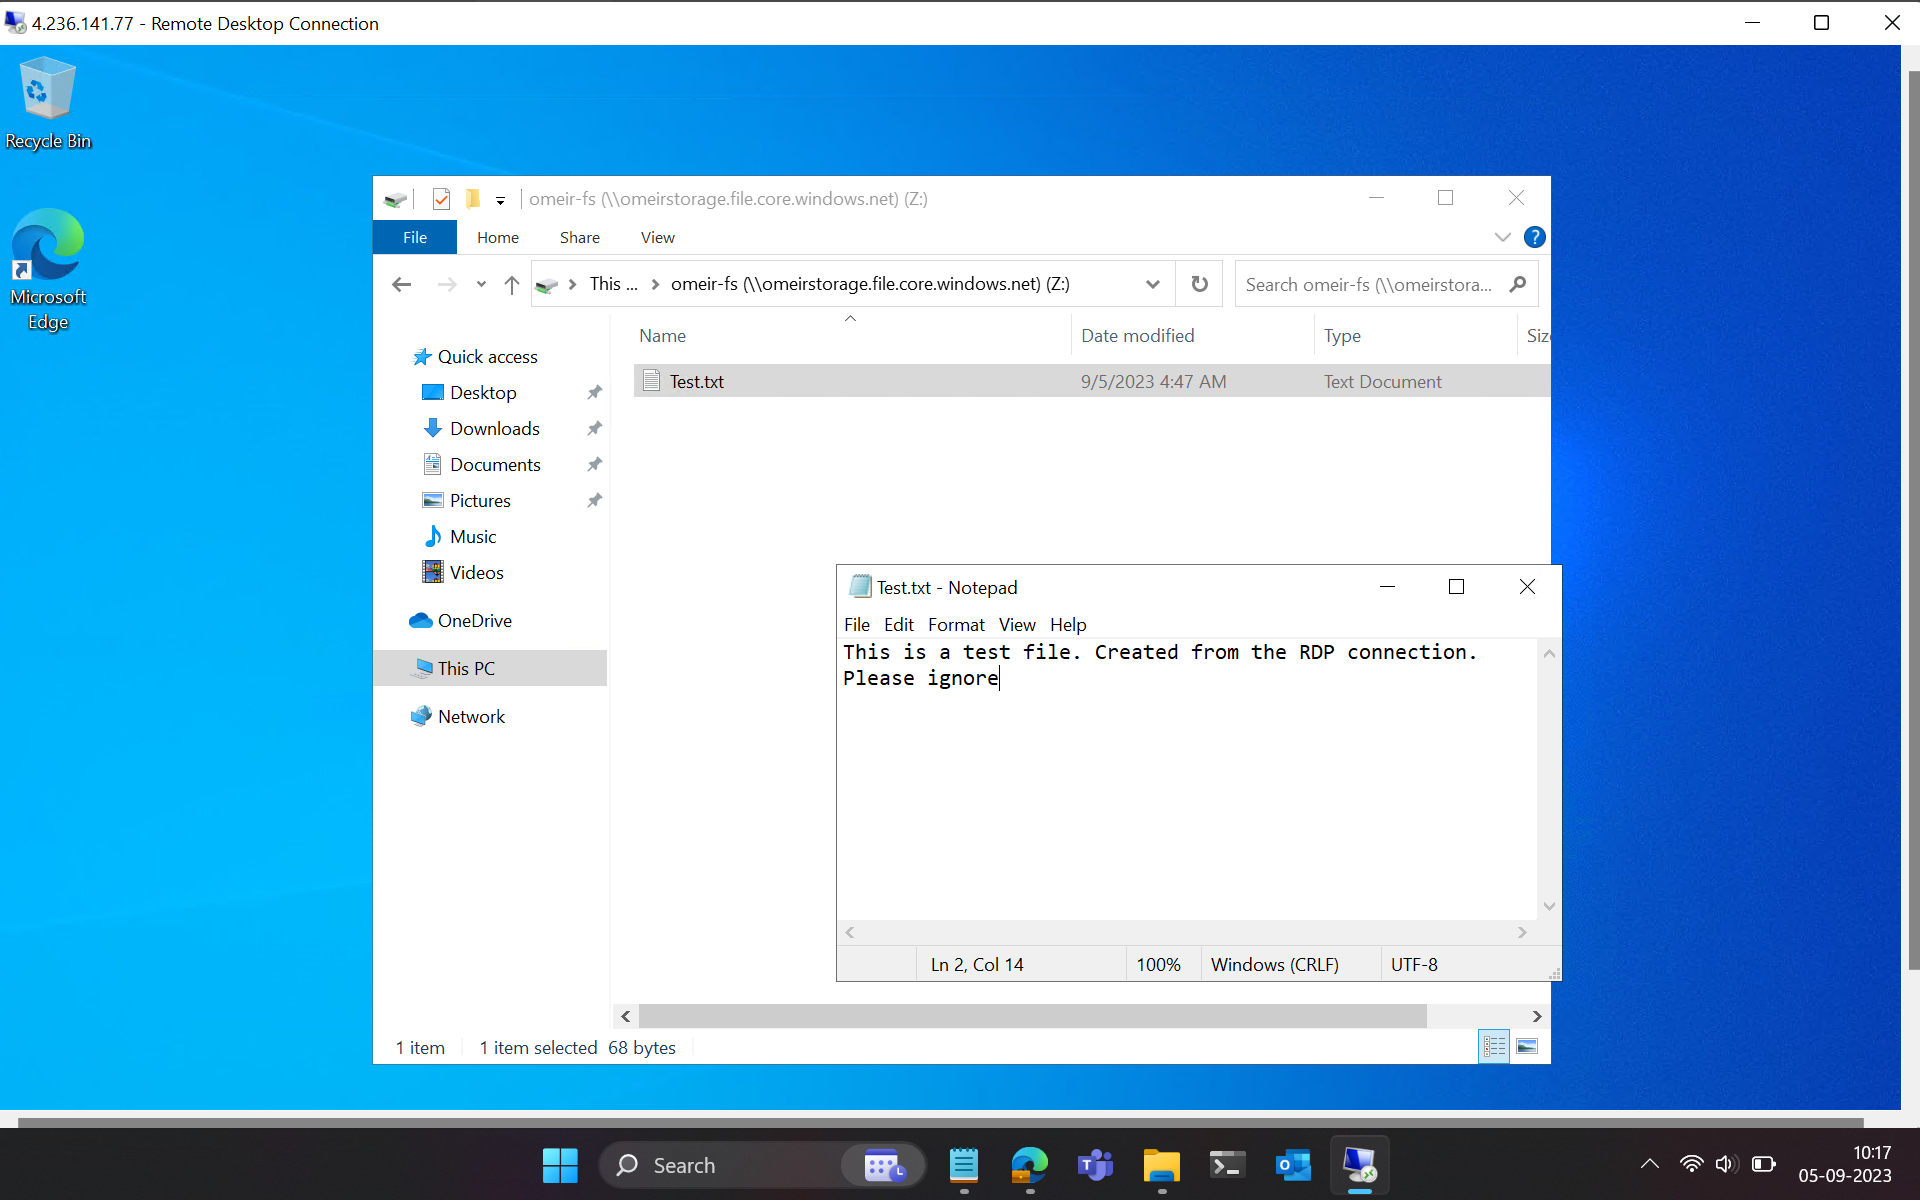 4.236.141.77 - Remote Desktop Connection
Recycle Bin
Microsoft
Edge
omeir-fs (\\omeirstorage.file.core.windows.net) (Z:)
File Home Share View
?
This ... omeir-fs (\\omeirstorage.file.core.windows.net) (Z:)
Search omeir-fs (\\omeirstora...
Name Date modified Type Siz
Quick access
Desktop
Downloads
Documents
Pictures
Music
Videos
OneDrive
This PC
Network
Test.txt 9/5/2023 4:47 AM Text Document
Test.txt - Notepad
File Edit Format View Help
This is a test file. Created from the RDP connection.
Please ignore
Ln 2, Col 14 100% Windows (CRLF) UTF-8
1 item 1 item selected 68 bytes
Search
10:17
05-09-2023